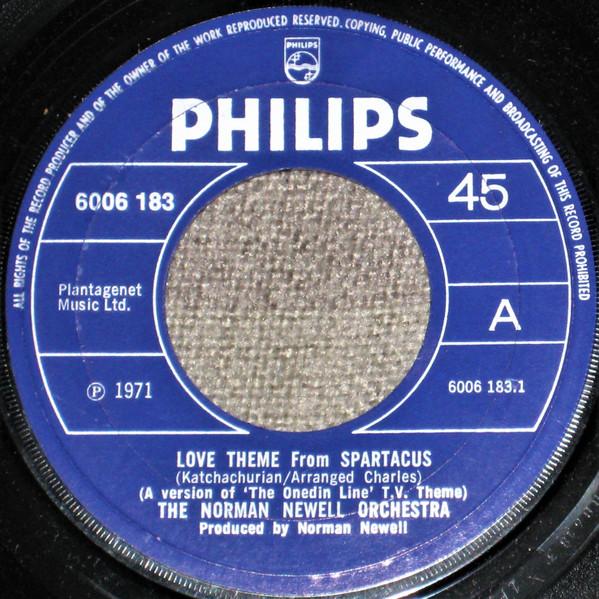 ALL RIGHTS OF THE RECORD PRODUCER AND OF THE OWNER OF THE WORK REPRODUCED RESERVED. COPYING, PUBLIC PERFORMANCE AND BROADCASTING OF THIS RECORD PROHIBITED
PHILIPS
PHILIPS
6006 183
45
Plantagenet
Music Ltd.
A
Ⓟ 1971
6006 183.1
LOVE THEME From SPARTACUS
(Katchachurian/Arranged Charles)
(A version of 'The Onedin Line' T.V. Theme)
THE NORMAN NEWELL ORCHESTRA
Produced by Norman Newell